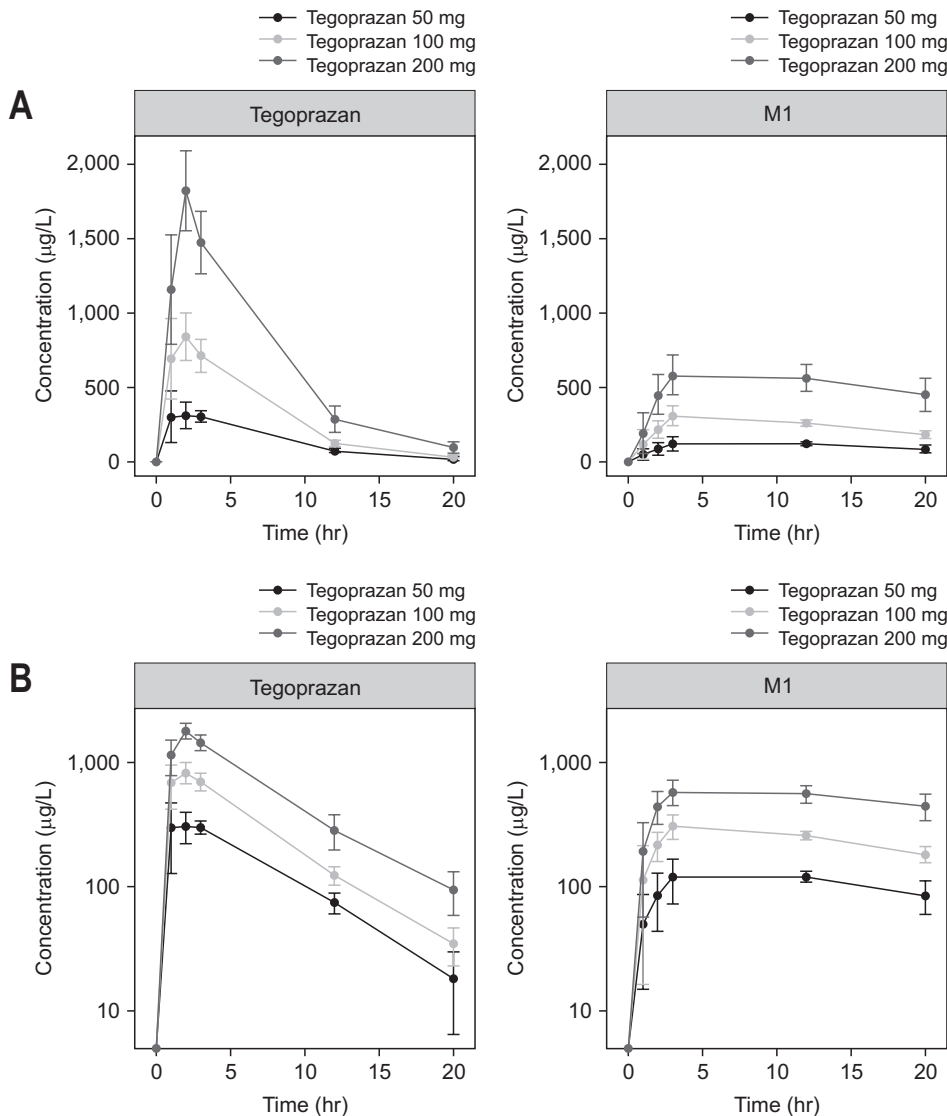 Tegoprazan 50 mg
Tegoprazan 100 mg
Tegoprazan 200 mg
Tegoprazan 50 mg
Tegoprazan 100 mg
Tegoprazan 200 mg
A
Tegoprazan
M1
2,000
1,500
1,000
500
0
Concentration (µg/L)
0 5 10 15 20
Time (hr)
2,000
1,500
1,000
500
0
Concentration (µg/L)
0 5 10 15 20
Time (hr)
Tegoprazan 50 mg
Tegoprazan 100 mg
Tegoprazan 200 mg
Tegoprazan 50 mg
Tegoprazan 100 mg
Tegoprazan 200 mg
B
Tegoprazan
M1
1,000
100
10
Concentration (µg/L)
0 5 10 15 20
Time (hr)
1,000
100
10
Concentration (µg/L)
0 5 10 15 20
Time (hr)